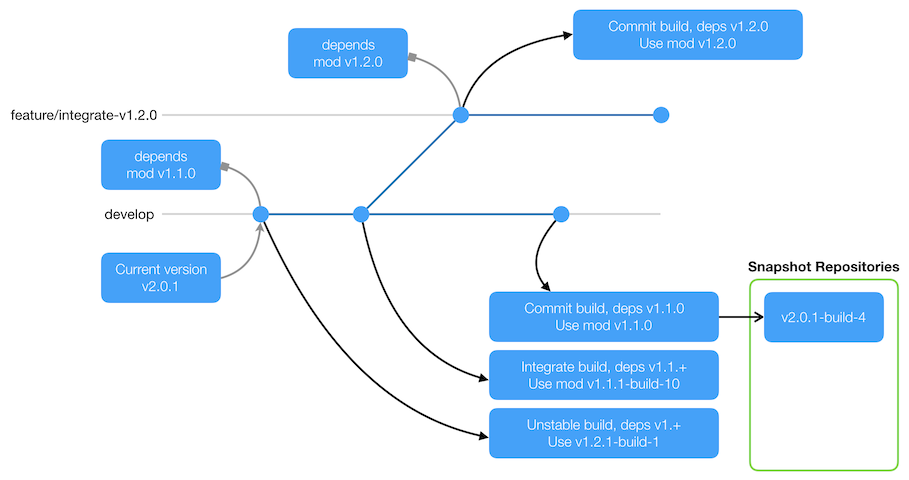 Commit build, deps v1.2.0
Use mod v1.2.0
depends
mod v1.2.0
feature/integrate-v1.2.0
depends
mod v1.1.0
develop
Current version
v2.0.1
Snapshot Repositories
Commit build, deps v1.1.0
Use mod v1.1.0
v2.0.1-build-4
Integrate build, deps v1.1.+
Use mod v1.1.1-build-10
Unstable build, deps v1.+
Use v1.2.1-build-1